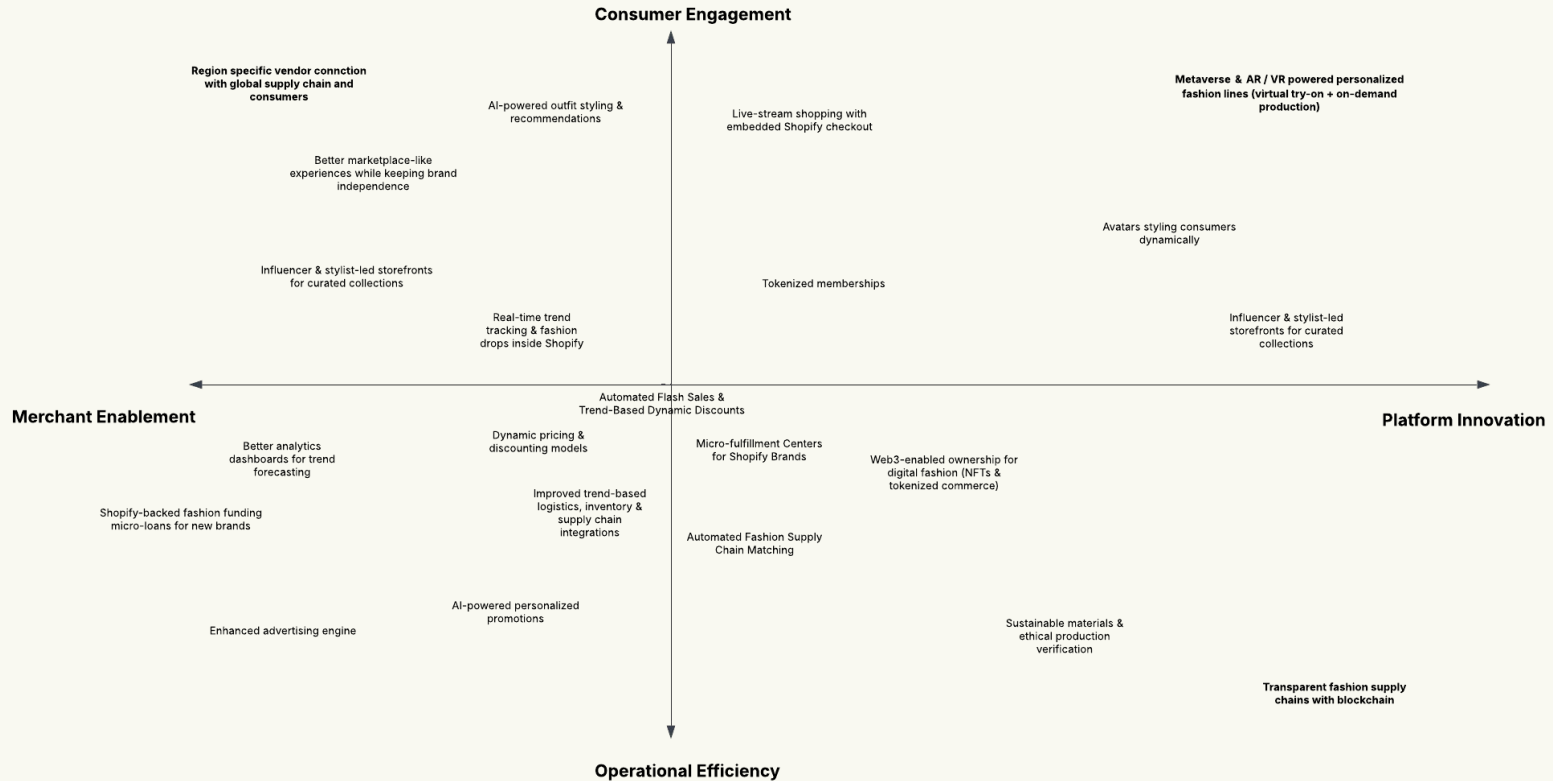 Consumer Engagement
Region specific vendor connction
with global supply chain and
consumers
AI-powered outfit styling &
recommendations
Live-stream shopping with
embedded Shopify checkout
Metaverse & AR / VR powered personalized
fashion lines (virtual try-on + on-demand
production)
Better marketplace-like
experiences while keeping brand
independence
Avatars styling consumers
dynamically
Influencer & stylist-led storefronts
for curated collections
Tokenized memberships
Real-time trend
tracking & fashion
drops inside Shopify
Influencer & stylist-led
storefronts for curated
collections
Merchant Enablement
Platform Innovation
Automated Flash Sales &
Trend-Based Dynamic Discounts
Better analytics
dashboards for trend
forecasting
Dynamic pricing &
discounting models
Micro-fulfillment Centers
for Shopify Brands
Web3-enabled ownership for
digital fashion (NFTs &
tokenized commerce)
Shopify-backed fashion funding
micro-loans for new brands
Improved trend-based
logistics, inventory &
supply chain
integrations
Automated Fashion Supply
Chain Matching
AI-powered personalized
promotions
Enhanced advertising engine
Sustainable materials &
ethical production
verification
Transparent fashion supply
chains with blockchain
Operational Efficiency